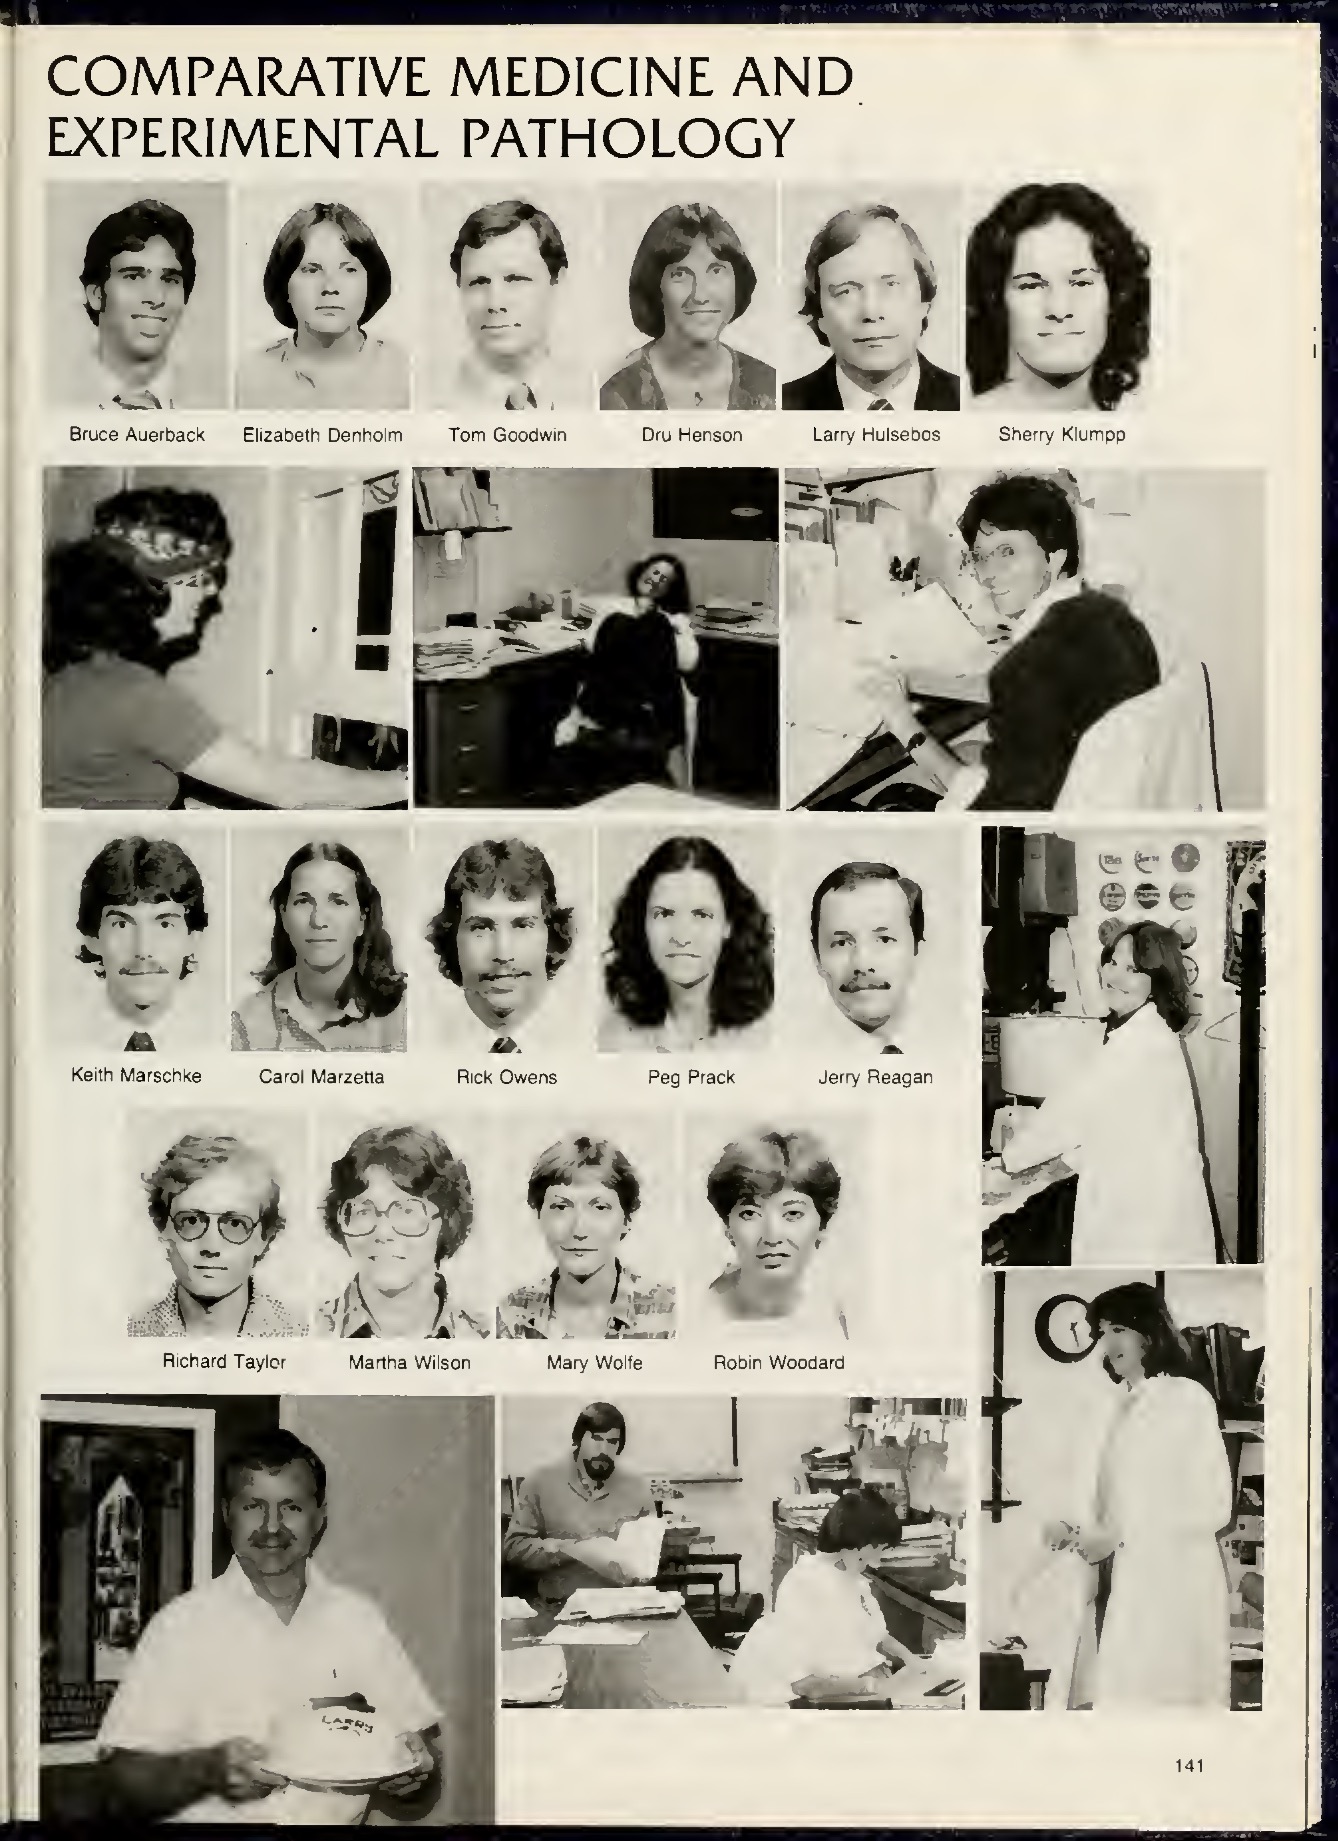 COMPARATIVE MEDICINE AND
EXPERIMENTAL PATHOLOGY
Bruce Auerback
Elizabeth Denholm
Tom Goodwin
Dru Henson
Larry Hulsebos
Sherry Klumpp
Keith Marschke
Carol Marzetta
Rick Owens
Peg Prack
Jerry Reagan
Richard Taylor
Martha Wilson
Mary Wolfe
Robin Woodard
LARRY
141